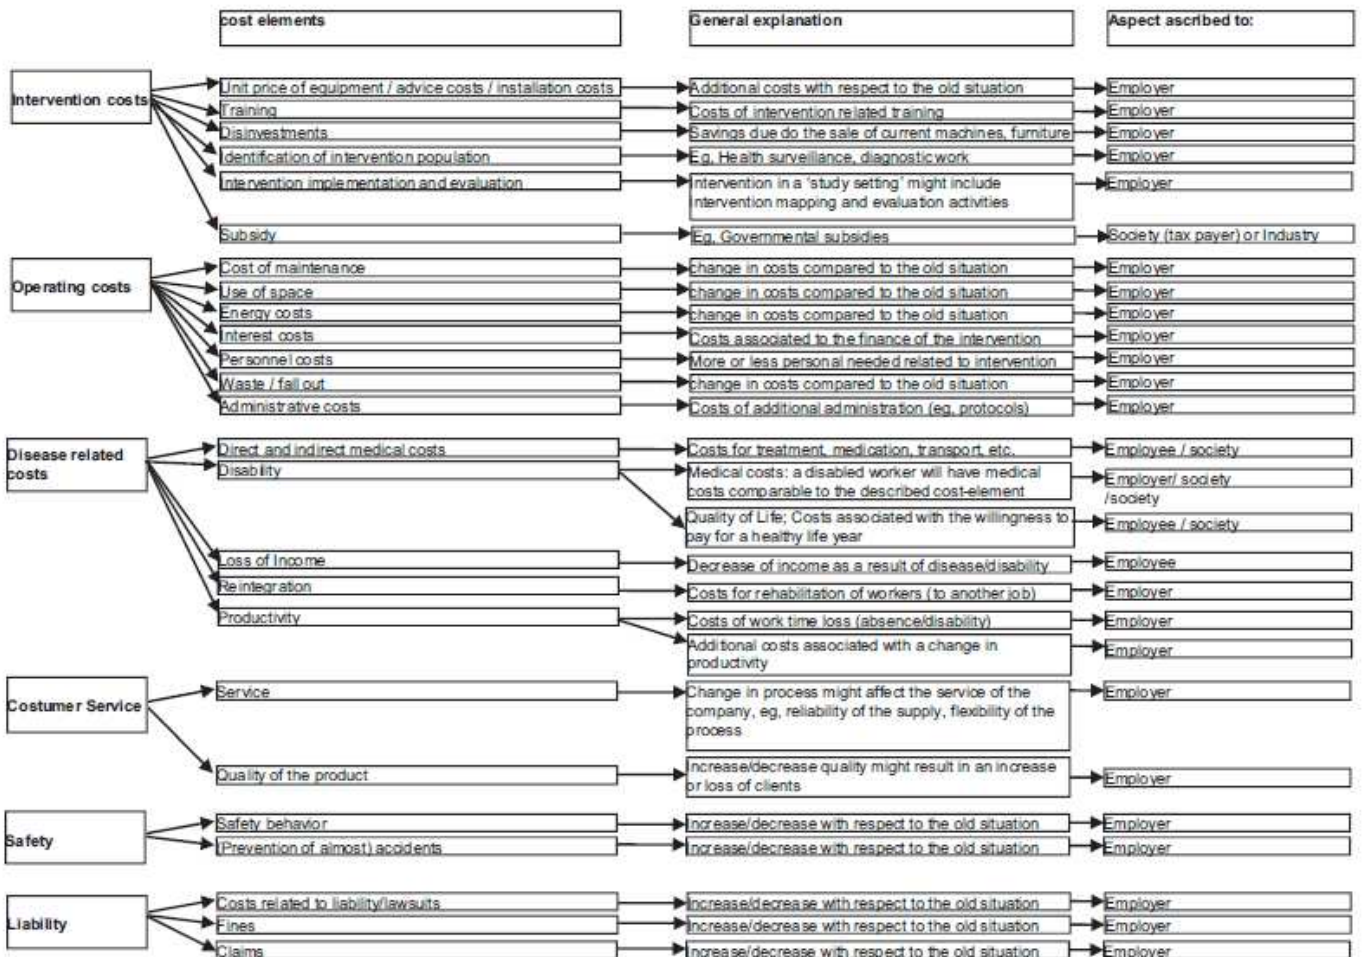 cost elements General explanation Aspect ascribed to:
Intervention costs
Unit price of equipment / advice costs / installation costs Additional costs with respect to the old situation Employer
Training Costs of intervention related training Employer
Disinvestments Savings due do the sale of current machines, furniture Employer
Identification of intervention population Eg, Health surveillance, diagnostic work Employer
Intervention implementation and evaluation Intervention in a 'study setting' might include Employer
intervention mapping and evaluation activities
Subsidy Eg, Governmental subsidies Society (tax payer) or Industry
Operating costs
Cost of maintenance change in costs compared to the old situation Employer
Use of space change in costs compared to the old situation Employer
Energy costs change in costs compared to the old situation Employer
Interest costs Costs associated to the finance of the intervention Employer
Personnel costs More or less personal needed related to intervention Employer
Waste / fall out change in costs compared to the old situation Employer
Administrative costs Costs of additional administration (eg, protocols) Employer
Disease related
costs
Direct and indirect medical costs Costs for treatment, medication, transport, etc. Employee / society
Disability Medical costs: a disabled worker will have medical Employer/ society
costs comparable to the described cost-element /society
Quality of Life; Costs associated with the willingness to Employee / society
pay for a healthy life year
Loss of Income Decrease of income as a result of disease/disability Employee
Reintegration Costs for rehabilitation of workers (to another job) Employer
Productivity Costs of work time loss (absence/disability) Employer
Additional costs associated with a change in Employer
productivity
Costumer Service
Service Change in process might affect the service of the Employer
company, eg, reliability of the supply, flexibility of the
process
Quality of the product Increase/decrease quality might result in an increase Employer
or loss of clients
Safety
Safety behavior Increase/decrease with respect to the old situation Employer
(Prevention of almost) accidents Increase/decrease with respect to the old situation Employer
Liability
Costs related to liability/lawsuits Increase/decrease with respect to the old situation Employer
Fines Increase/decrease with respect to the old situation Employer
Claims Increase/decrease with respect to the old situation Employer